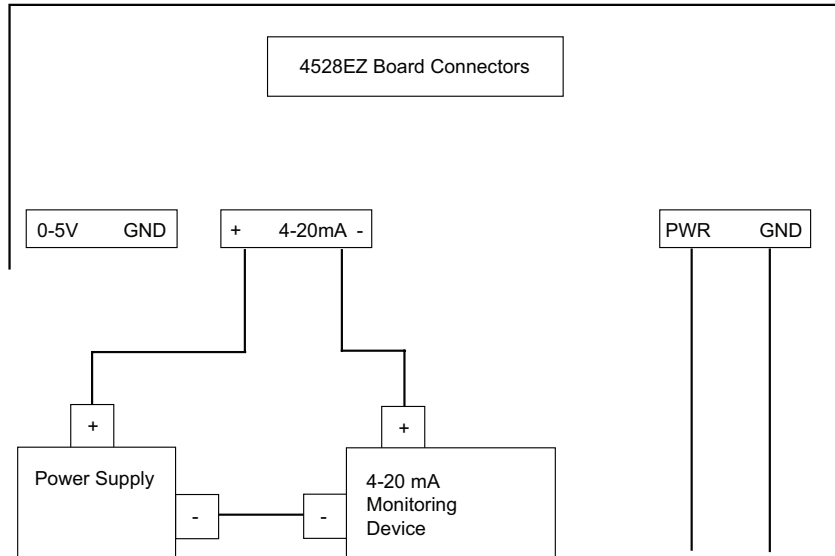 4528EZ Board Connectors
0-5V GND
+ 4-20mA -
PWR GND
+
+
Power Supply
4-20 mA
Monitoring
Device
-
-